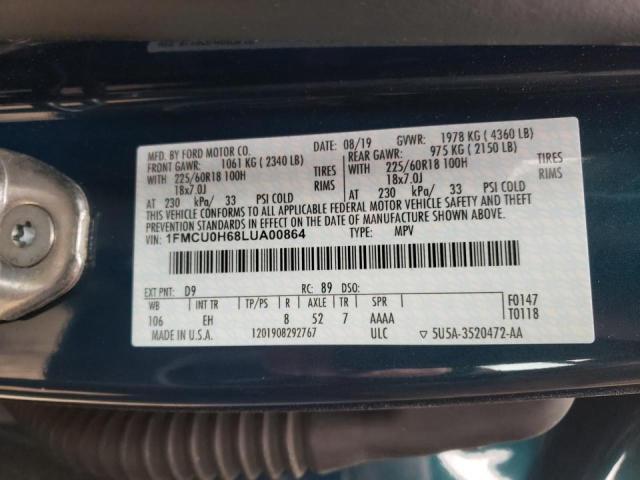 MFD. BY FORD MOTOR CO. DATE: 08/19 GVWR: 1978 KG ( 4360 LB)
FRONT GAWR: 1061 KG ( 2340 LB) REAR GAWR: 975 KG ( 2150 LB)
WITH 225/60R18 100H TIRES WITH 225/60R18 100H TIRES
18x7.0J RIMS 18x7.0J RIMS
AT 230 kPa/ 33 PSI COLD AT 230 kPa/ 33 PSI COLD
THIS VEHICLE CONFORMS TO ALL APPLICABLE FEDERAL MOTOR VEHICLE SAFETY, BUMPER, AND THEFT
PREVENTION STANDARDS IN EFFECT ON THE DATE OF MANUFACTURE SHOWN ABOVE.
VIN: 1FMCU0H68LUA00864 TYPE: MPV
EXT PNT: D9 RC: 89 DSO: F0147
WB INT TR TP/PS R AXLE TR SPR T0118
106 EH 8 52 7 AAAA
MADE IN U.S.A. 1201908292767 ULC ▽ 5U5A-3520472-AA